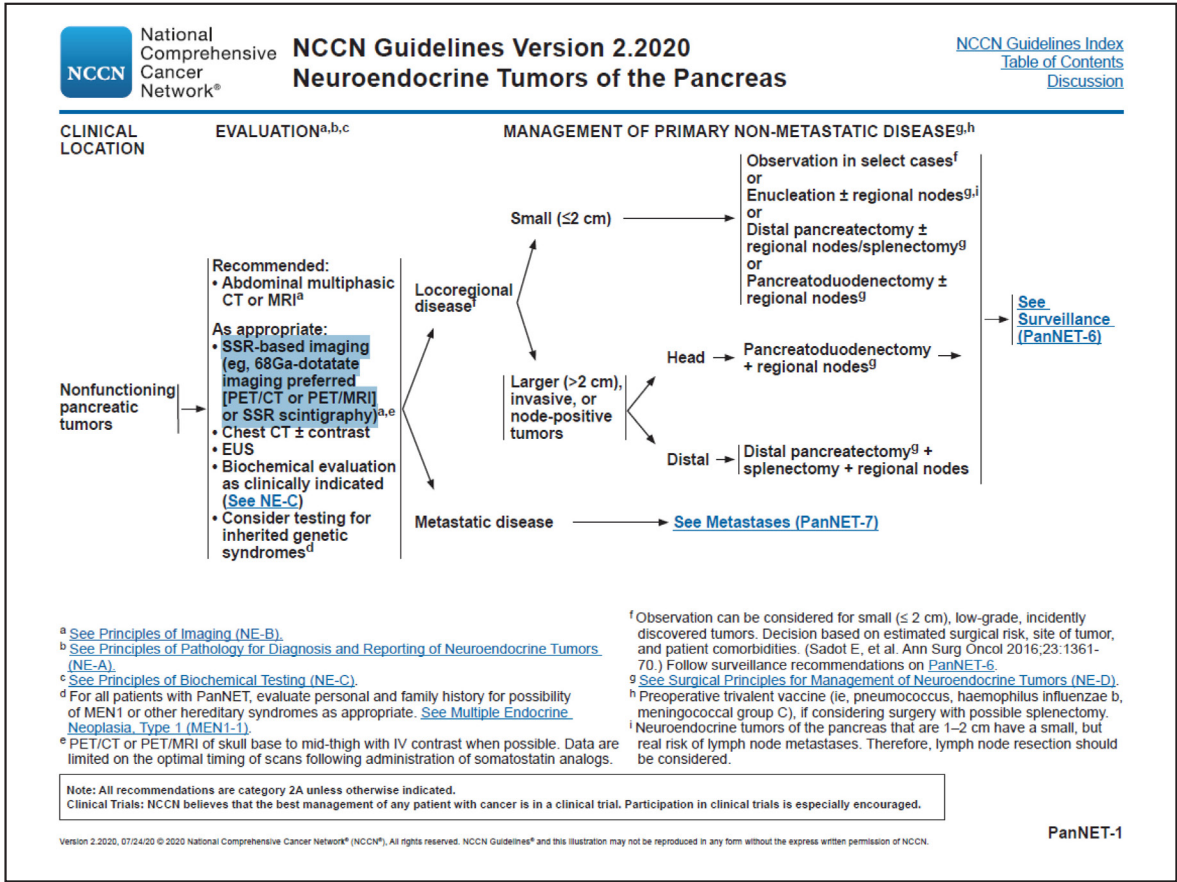 NCCN
National
Comprehensive
Cancer
Network®
NCCN Guidelines Version 2.2020
Neuroendocrine Tumors of the Pancreas
NCCN Guidelines Index
Table of Contents
Discussion
CLINICAL
LOCATION
EVALUATIONa,b,c
MANAGEMENT OF PRIMARY NON-METASTATIC DISEASEg,h
Nonfunctioning
pancreatic
tumors
Recommended:
• Abdominal multiphasic
CT or MRIa
As appropriate:
• SSR-based imaging
(eg, 68Ga-dotatate
imaging preferred
[PET/CT or PET/MRI]
or SSR scintigraphy)a,e
• Chest CT ± contrast
• EUS
• Biochemical evaluation
as clinically indicated
(See NE-C)
• Consider testing for
inherited genetic
syndromesd
Locoregional
diseasef
Metastatic disease
Small (≤2 cm)
Larger (>2 cm),
invasive, or
node-positive
tumors
Observation in select casesf
or
Enucleation ± regional nodesg,i
or
Distal pancreatectomy ±
regional nodes/splenectomyg
or
Pancreatoduodenectomy ±
regional nodesg
Head
Pancreatoduodenectomy
+ regional nodesg
Distal
Distal pancreatectomyg +
splenectomy + regional nodes
See Metastases (PanNET-7)
See
Surveillance
(PanNET-6)
a See Principles of Imaging (NE-B).
b See Principles of Pathology for Diagnosis and Reporting of Neuroendocrine Tumors
(NE-A).
c See Principles of Biochemical Testing (NE-C).
d For all patients with PanNET, evaluate personal and family history for possibility
of MEN1 or other hereditary syndromes as appropriate. See Multiple Endocrine
Neoplasia, Type 1 (MEN1-1).
e PET/CT or PET/MRI of skull base to mid-thigh with IV contrast when possible. Data are
limited on the optimal timing of scans following administration of somatostatin analogs.
f Observation can be considered for small (≤ 2 cm), low-grade, incidently
discovered tumors. Decision based on estimated surgical risk, site of tumor,
and patient comorbidities. (Sadot E, et al. Ann Surg Oncol 2016;23:1361-
70.) Follow surveillance recommendations on PanNET-6.
g See Surgical Principles for Management of Neuroendocrine Tumors (NE-D).
h Preoperative trivalent vaccine (ie, pneumococcus, haemophilus influenzae b,
meningococcal group C), if considering surgery with possible splenectomy.
i Neuroendocrine tumors of the pancreas that are 1–2 cm have a small, but
real risk of lymph node metastases. Therefore, lymph node resection should
be considered.
Note: All recommendations are category 2A unless otherwise indicated.
Clinical Trials: NCCN believes that the best management of any patient with cancer is in a clinical trial. Participation in clinical trials is especially encouraged.
Version 2.2020, 07/24/20 © 2020 National Comprehensive Cancer Network® (NCCN®), All rights reserved. NCCN Guidelines® and this illustration may not be reproduced in any form without the express written permission of NCCN.
PanNET-1